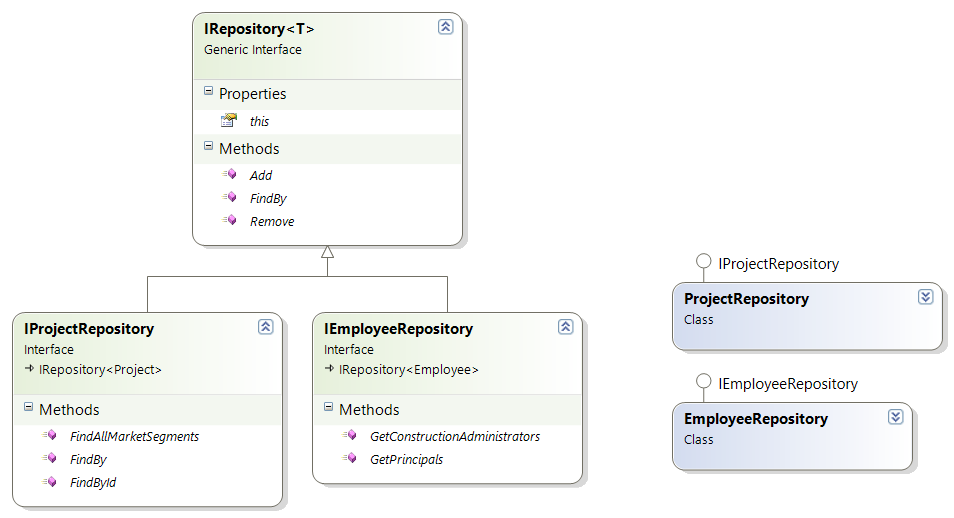 IRepository<T>
Generic Interface
Properties
this
Methods
Add
FindBy
Remove
IProjectRepository
Interface
IRepository<Project>
Methods
FindAllMarketSegments
FindBy
FindById
IEmployeeRepository
Interface
IRepository<Employee>
Methods
GetConstructionAdministrators
GetPrincipals
IProjectRepository
ProjectRepository
Class
IEmployeeRepository
EmployeeRepository
Class